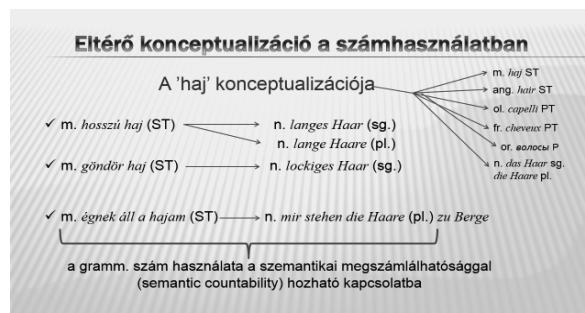 Eltérő konceptualizáció a számhasználatban
A 'haj' konceptualizációja
m. haj ST
ang. hair ST
ol. capelli PT
fr. cheveux PT
or. волосы P
n. das Haar sg.
die Haare pl.
✓ m. hosszú haj (ST) n. langes Haar (sg.)
n. lange Haare (pl.)
✓ m. göndör haj (ST) n. lockiges Haar (sg.)
✓ m. égnek áll a hajam (ST) n. mir stehen die Haare (pl.) zu Berge
a gramm. szám használata a szemantikai megszámlálhatósággal
(semantic countability) hozható kapcsolatba